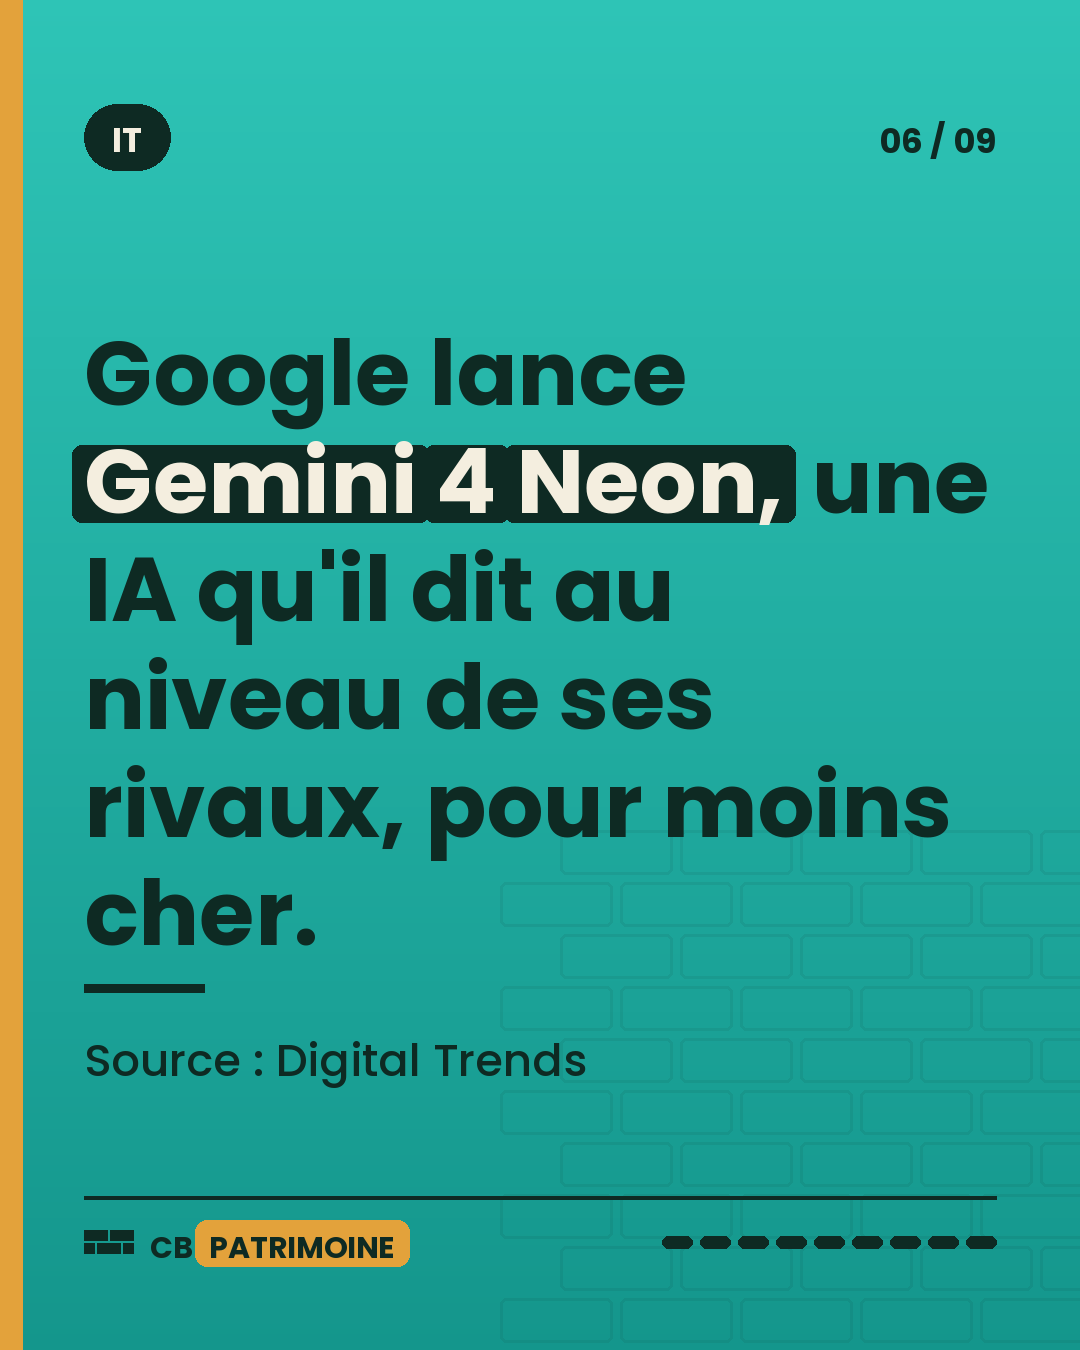 IT
06 / 09
Google lance
Gemini 4 Neon, une
IA qu'il dit au
niveau de ses
rivaux, pour moins
cher.
Source : Digital Trends
CB PATRIMOINE